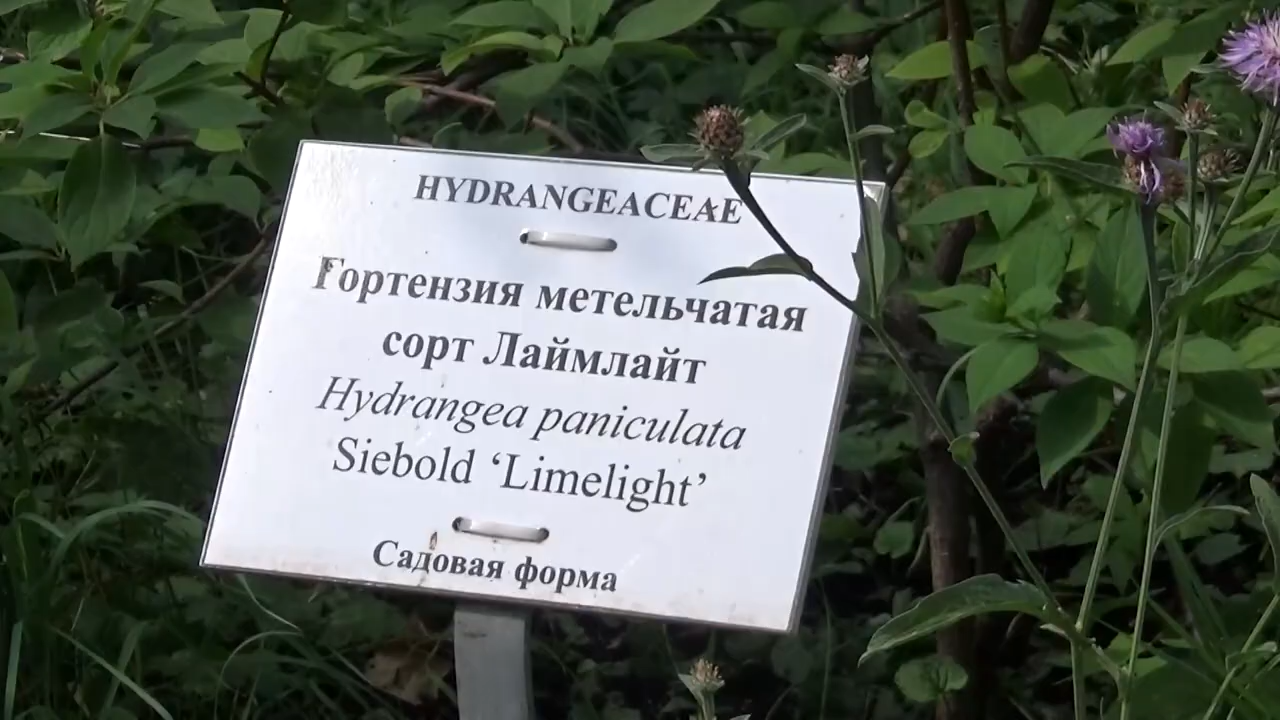 HYDRANGEACEAE
Гортензия метельчатая
сорт Лаймлайт
Hydrangea paniculata
Siebold ‘Limelight’
Садовая форма